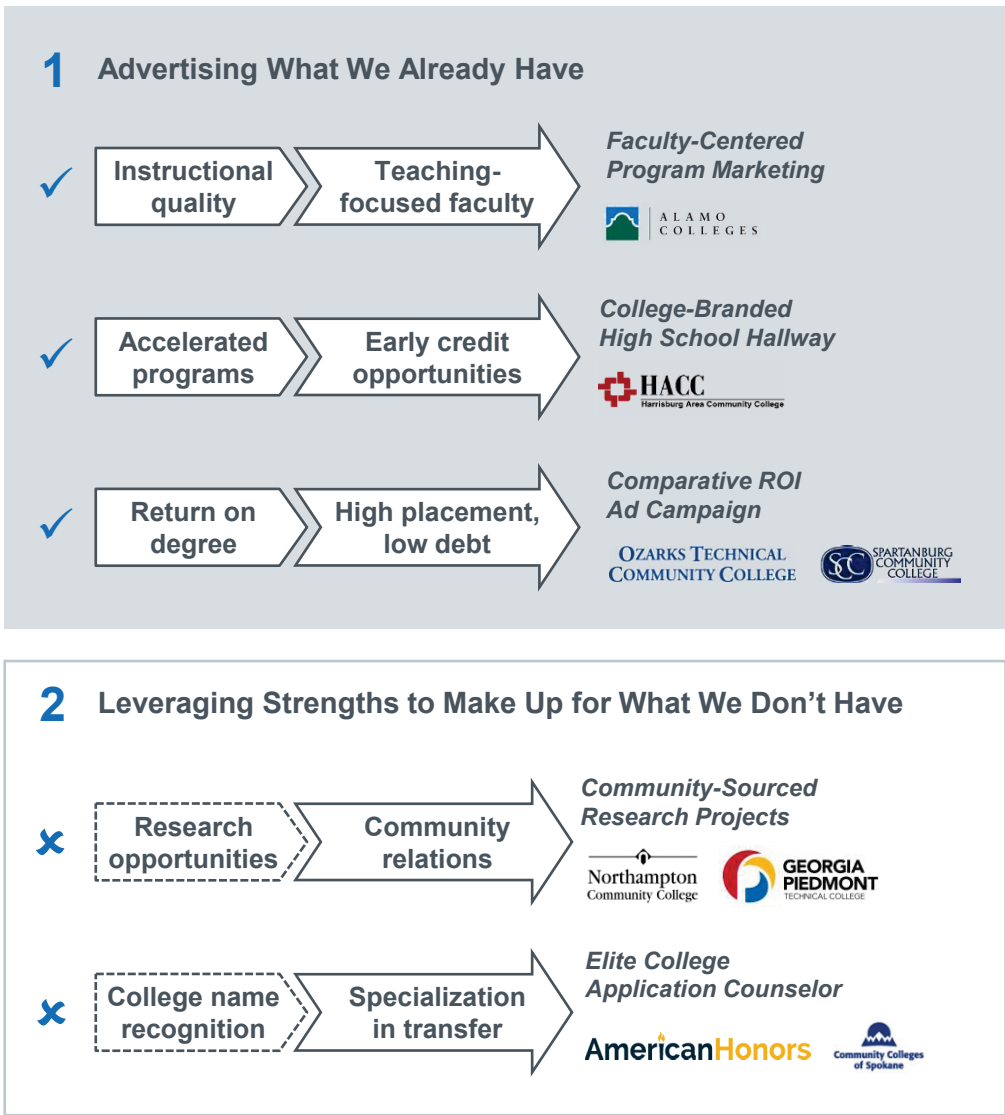 1 Advertising What We Already Have
Instructional
quality
Teaching-
focused faculty
Faculty-Centered
Program Marketing
ALAMO
COLLEGES
Accelerated
programs
Early credit
opportunities
College-Branded
High School Hallway
HACC
Harrisburg Area Community College
Return on
degree
High placement,
low debt
Comparative ROI
Ad Campaign
OZARKS TECHNICAL
COMMUNITY COLLEGE
SCC
SPARTANBURG
COMMUNITY
COLLEGE
2 Leveraging Strengths to Make Up for What We Don't Have
Research
opportunities
Community
relations
Community-Sourced
Research Projects
Northampton
Community College
GEORGIA
PIEDMONT
TECHNICAL COLLEGE
College name
recognition
Specialization
in transfer
Elite College
Application Counselor
AmericanHonors
Community Colleges
of Spokane